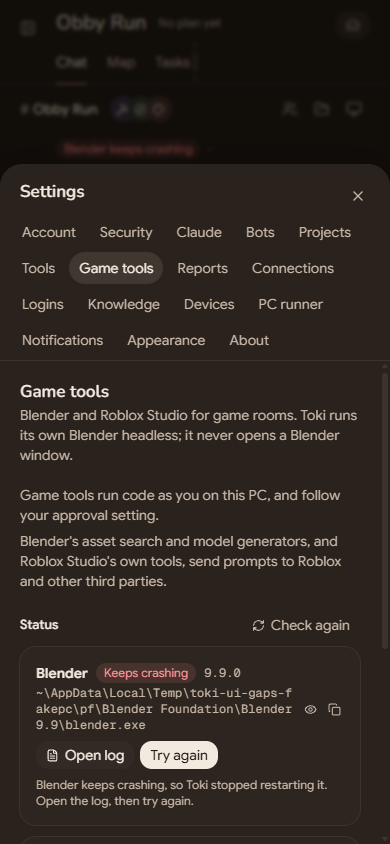 Obby Run No plan yet
Chat Map Tasks
# Obby Run
Blender keeps crashing
Settings
Account Security Claude Bots Projects
Tools Game tools Reports Connections
Logins Knowledge Devices PC runner
Notifications Appearance About
Game tools
Blender and Roblox Studio for game rooms. Toki runs
its own Blender headless; it never opens a Blender
window.
Game tools run code as you on this PC, and follow
your approval setting.
Blender's asset search and model generators, and
Roblox Studio's own tools, send prompts to Roblox
and other third parties.
Status Check again
Blender Keeps crashing 9.9.0
~\AppData\Local\Temp\toki-ui-gaps-f
akepc\pf\Blender Foundation\Blender
9.9\blender.exe
Open log Try again
Blender keeps crashing, so Toki stopped restarting it.
Open the log, then try again.